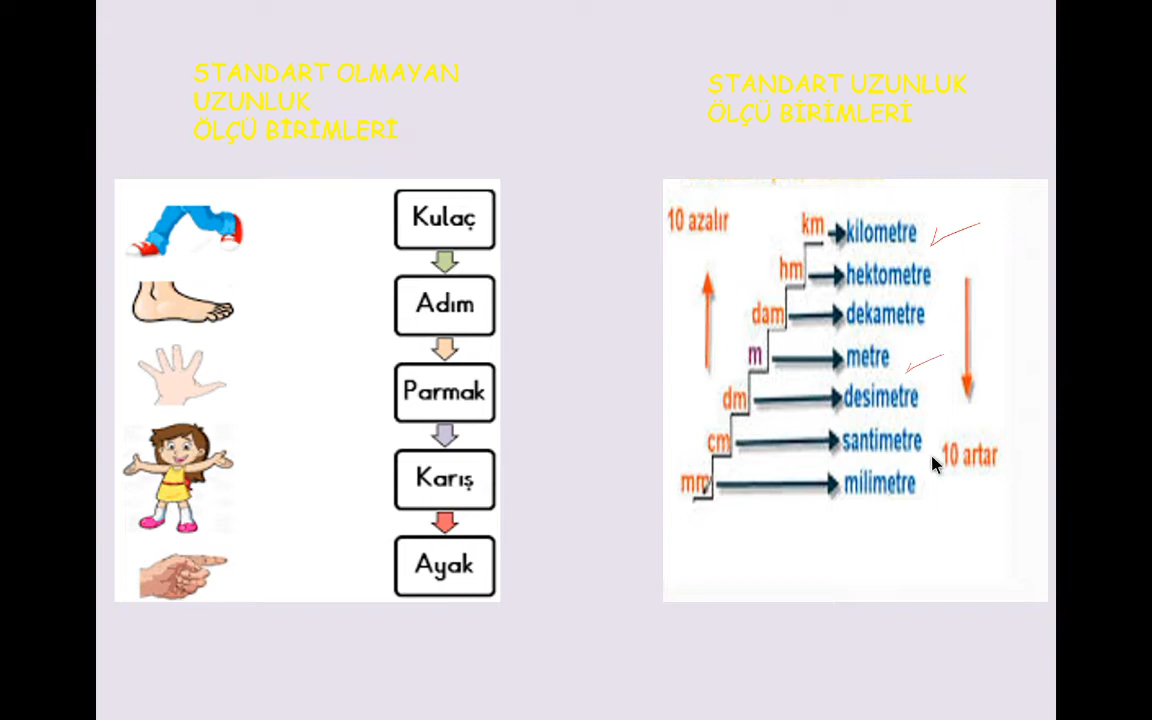 STANDART OLMAYAN
UZUNLUK
ÖLÇÜ BİRİMLERİ
Kulaç
Adım
Parmak
Karış
Ayak
STANDART UZUNLUK
ÖLÇÜ BİRİMLERİ
10 azalır
km kilometre
hm hektometre
dam dekametre
m metre
dm desimetre
cm santimetre
10 artar
mm milimetre